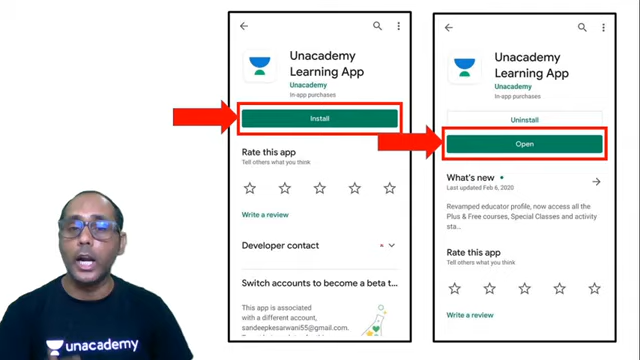 Unacademy
Learning App
Unacademy
In-app purchases
Install
Rate this app
Tell others what you think
Write a review
Developer contact
Switch accounts to become a beta t...
This app is associated
with a different account,
sandeepkesarwani55@gmail.com.
Unacademy
Learning App
Unacademy
In-app purchases
Uninstall
Open
What's new
Last updated Feb 6, 2020
Revamped educator profile, now access all the
Plus & Free courses, Special Classes and activity
sta...
Rate this app
Tell others what you think
Write a review
unacademy